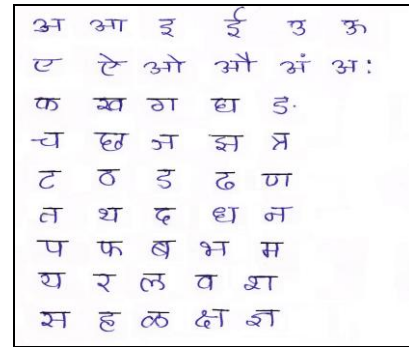 अ आ इ ई उ ऊ
ए ऐ ओ औ अं अः
क ख ग घ ङ
च छ ज झ ञ
ट ठ ड ढ ण
त थ द ध न
प फ ब भ म
य र ल व श
स ह ळ क्ष ज्ञ